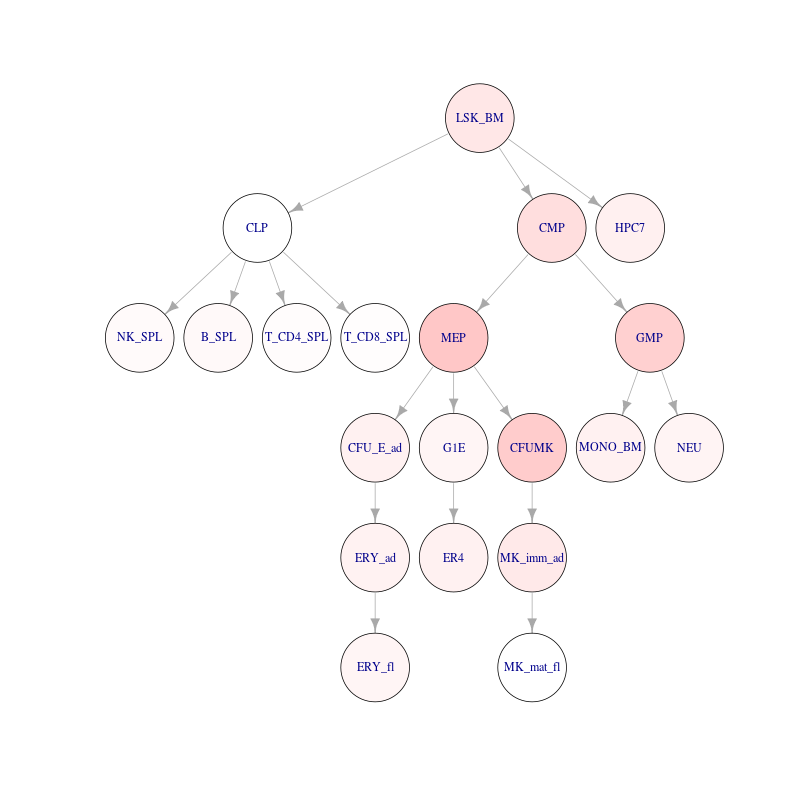 LSK_BM
CLP
CMP
HPC7
NK_SPL
B_SPL
T_CD4_SPL
T_CD8_SPL
MEP
GMP
CFU_E_ad
G1E
CFUMK
MONO_BM
NEU
ERY_ad
ER4
MK_imm_ad
ERY_fl
MK_mat_fl